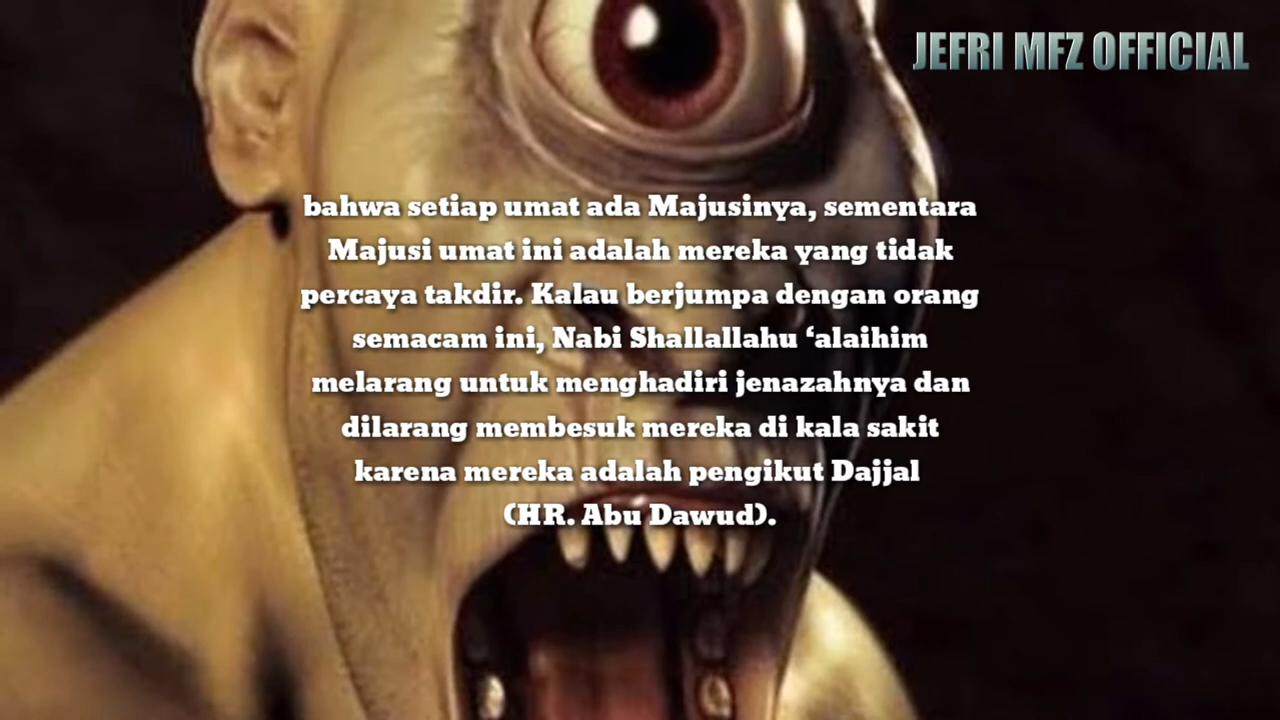 JEFRI MFZ OFFICIAL
bahwa setiap umat ada Majusinya, sementara
Majusi umat ini adalah mereka yang tidak
percaya takdir. Kalau berjumpa dengan orang
semacam ini, Nabi Shallallahu ‘alaihim
melarang untuk menghadiri jenazahnya dan
dilarang membesuk mereka di kala sakit
karena mereka adalah pengikut Dajjal
(HR. Abu Dawud).